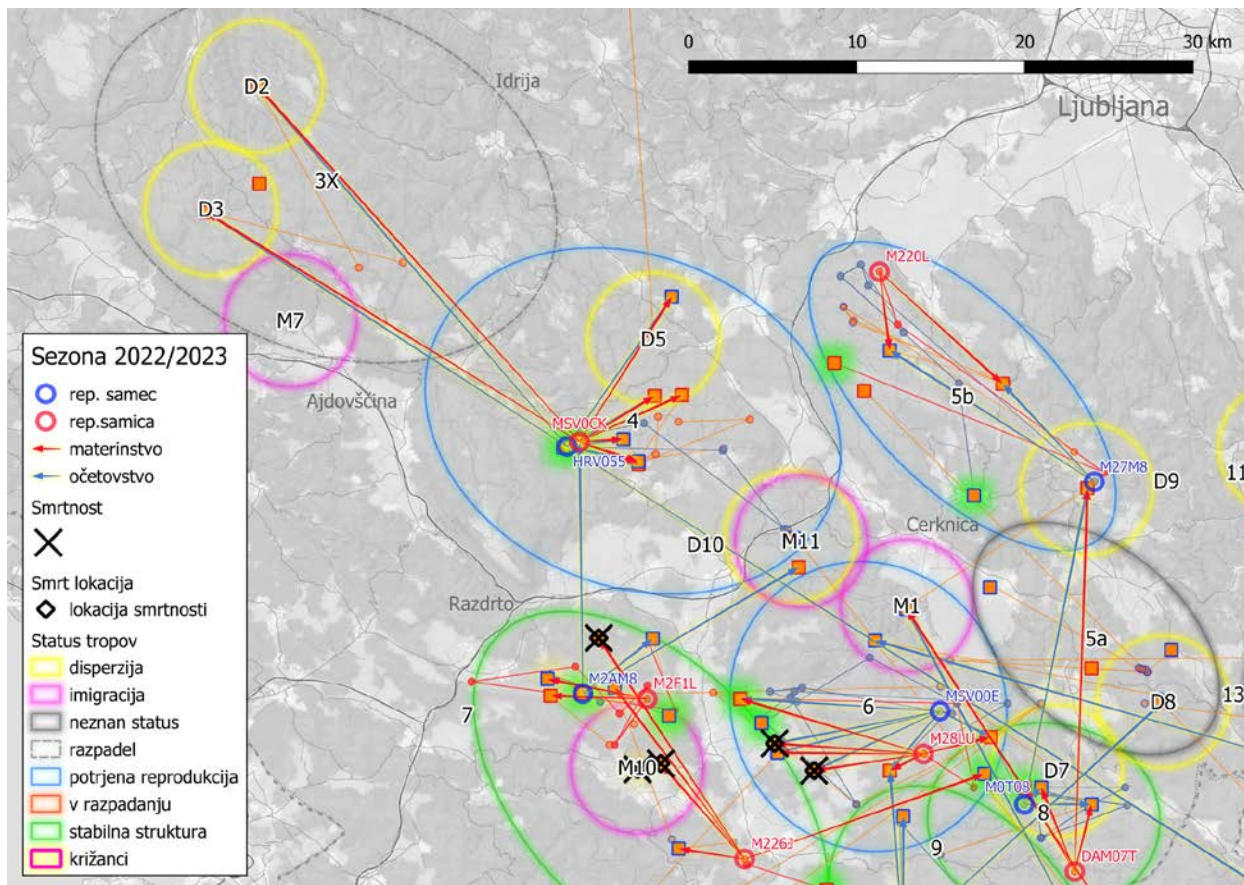 0 10 20 30 km
D2
Idrija
Ljubljana
3X
D3
M220L
M7
D5
Sezona 2022/2023
rep. samec
rep.samica
materinstvo
očetovstvo
Smrtnost
Smrt lokacija
lokacija smrtnosti
Status tropov
disperzija
imigracija
neznan status
razpadel
potrjena reprodukcija
v razpadanju
stabilna struktura
križanci
Ajdovščina
5b
MSV0CK
4
HRV055
M27M8
D9
11
Cerknica
D10
M11
Razdrto
M1
5a
M2AM8
M2F1L
7
6
MSV00E
D8
13
M28LU
M10
D7
M0T08
8
9
M226J
DAM07T